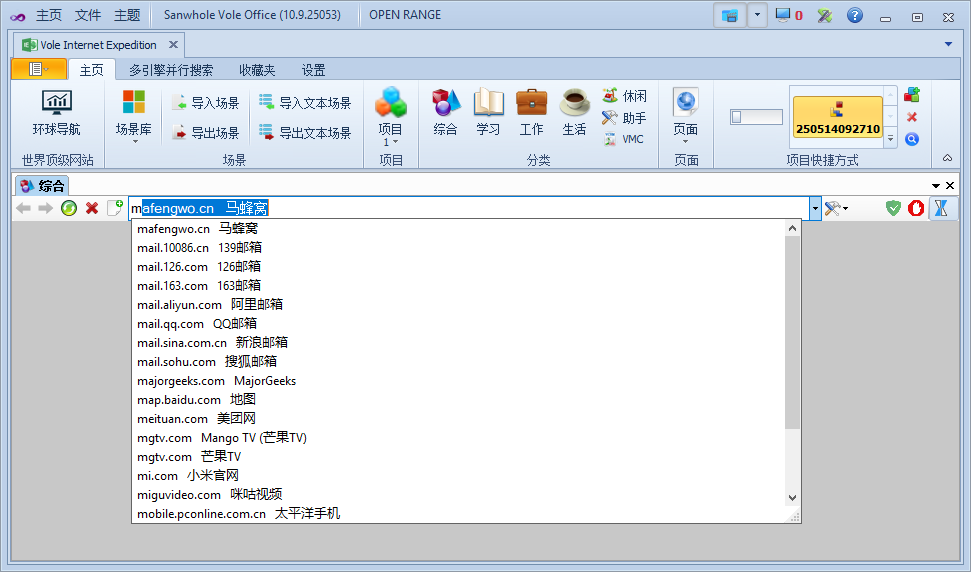 主页 文件 主题 Sanwhole Vole Office (10.9.25053) OPEN RANGE 0
Vole Internet Expedition
主页 多引擎并行搜索 收藏夹 设置
环球导航
世界顶级网站
场景库
导入场景
导出场景
导入文本场景
导出文本场景
场景
项目
1
项目
综合 学习 工作 生活
休闲
助手
VMC
分类
页面
页面
250514092710
项目快捷方式
综合
mafengwo.cn 马蜂窝
mafengwo.cn 马蜂窝
mail.10086.cn 139邮箱
mail.126.com 126邮箱
mail.163.com 163邮箱
mail.aliyun.com 阿里邮箱
mail.qq.com QQ邮箱
mail.sina.com.cn 新浪邮箱
mail.sohu.com 搜狐邮箱
majorgeeks.com MajorGeeks
map.baidu.com 地图
meituan.com 美团网
mgtv.com Mango TV (芒果TV)
mgtv.com 芒果TV
mi.com 小米官网
miguvideo.com 咪咕视频
mobile.pconline.com.cn 太平洋手机